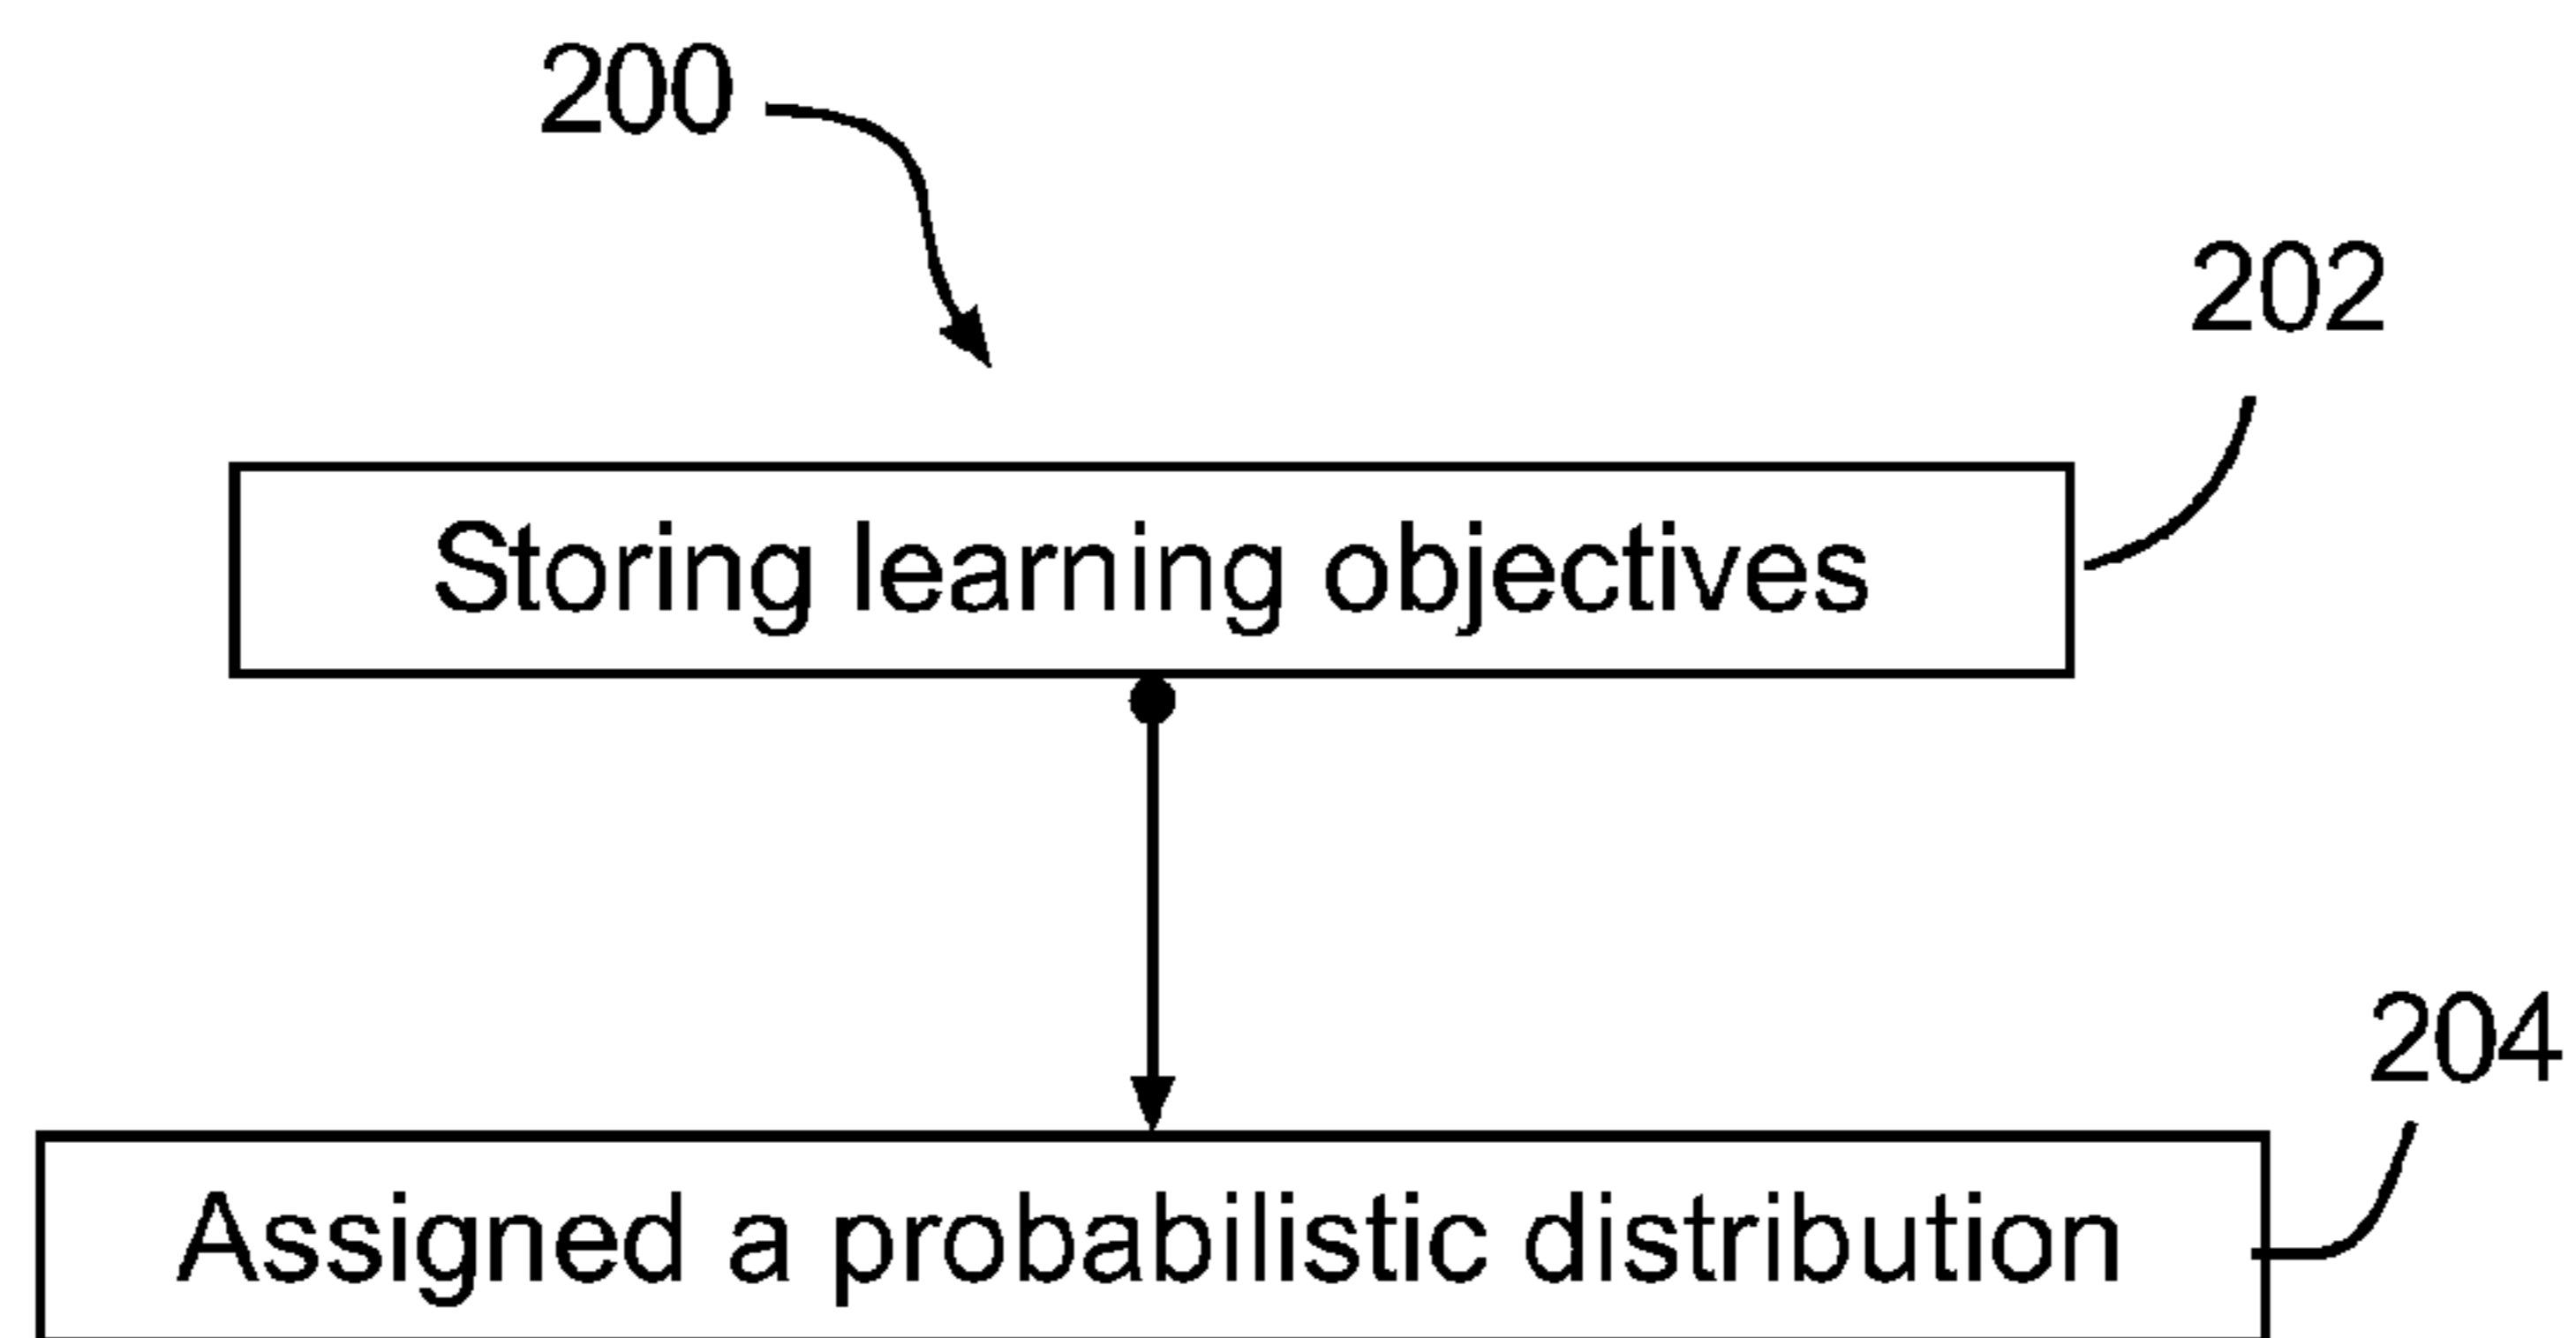 200
202
Storing learning objectives
204
Assigned a probabilistic distribution